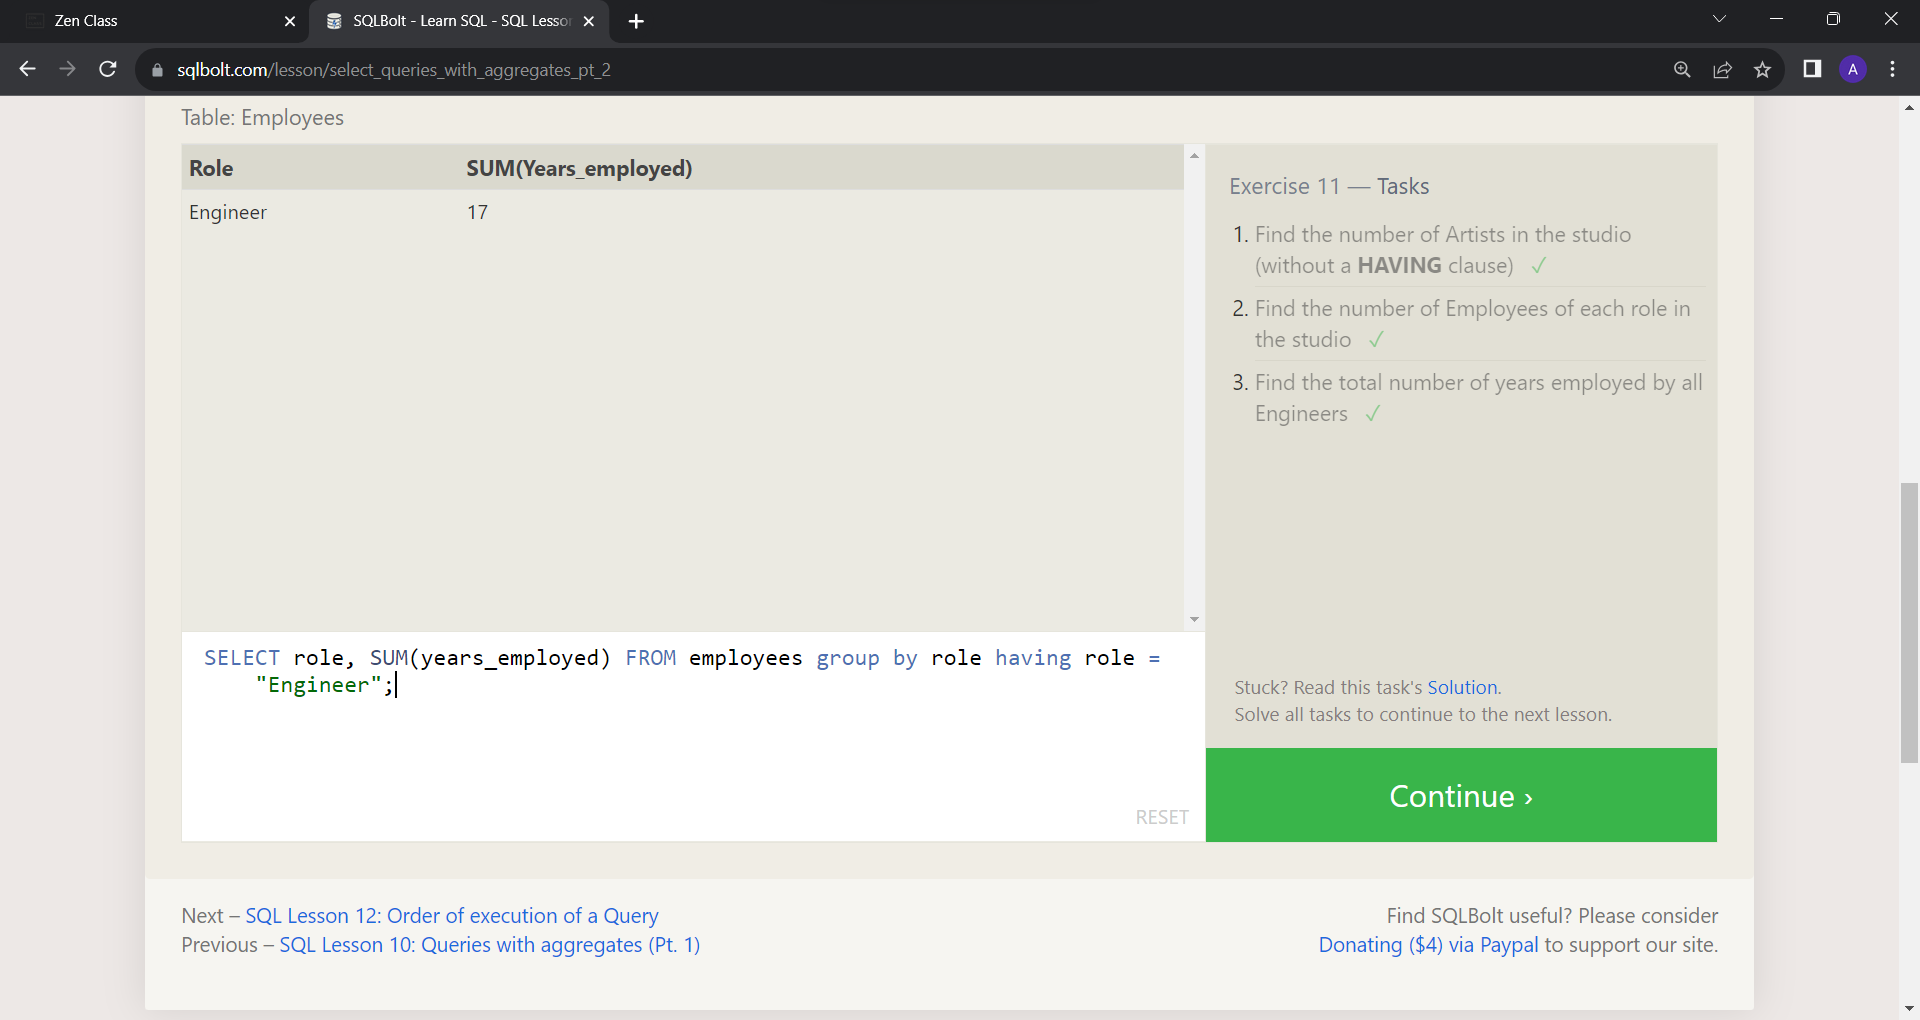 Zen Class
SQLBolt - Learn SQL - SQL Lesso
sqlbolt.com/lesson/select_queries_with_aggregates_pt_2
A
Table: Employees
Role SUM(Years_employed)
Engineer 17
SELECT role, SUM(years_employed) FROM employees group by role having role =
"Engineer";
RESET
Exercise 11 — Tasks
1. Find the number of Artists in the studio
(without a HAVING clause) ✓
2. Find the number of Employees of each role in
the studio ✓
3. Find the total number of years employed by all
Engineers ✓
Stuck? Read this task's Solution.
Solve all tasks to continue to the next lesson.
Continue ›
Next – SQL Lesson 12: Order of execution of a Query
Previous – SQL Lesson 10: Queries with aggregates (Pt. 1)
Find SQLBolt useful? Please consider
Donating ($4) via Paypal to support our site.